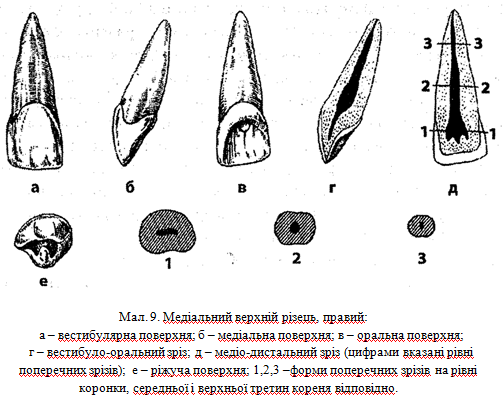 3 3
2 2
1 1
а б в г д
е 1 2 3
Мал. 9. Медіальний верхній різець, правий:
а – вестибулярна поверхня; б – медіальна поверхня; в – оральна поверхня;
г – вестибуло-оральний зріз; д – медіо-дистальний зріз (цифрами вказані рівні
поперечних зрізів); е – ріжуча поверхня; 1,2,3 –форми поперечних зрізів на рівні
коронки, середньої і верхньої третин кореня відповідно.